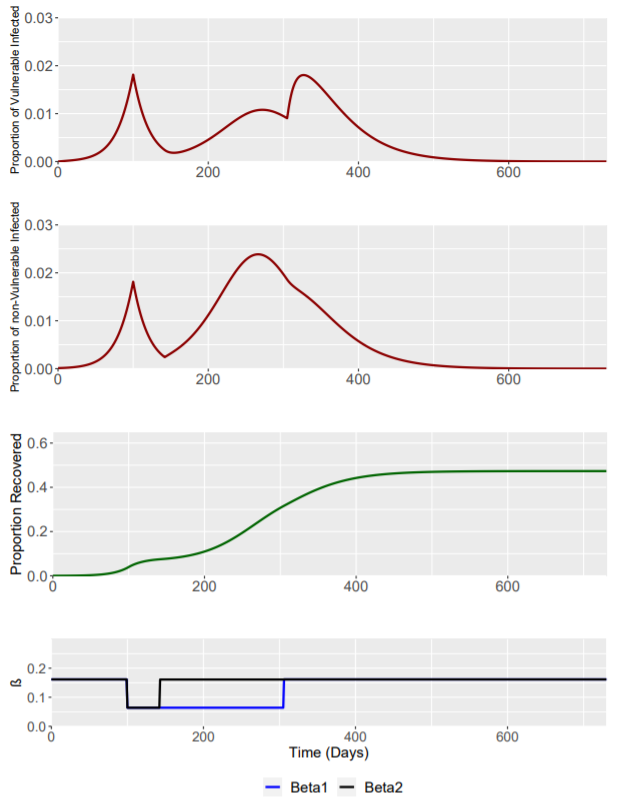 Proportion of Vulnerable Infected
0.03
0.02
0.01
0.00
0 200 400 600
Proportion of non-Vulnerable Infected
0.03
0.02
0.01
0.00
0 200 400 600
Proportion Recovered
0.6
0.4
0.2
0.0
0 200 400 600
ß
0.2
0.1
0.0
0 200 400 600
Time (Days)
Beta1 Beta2